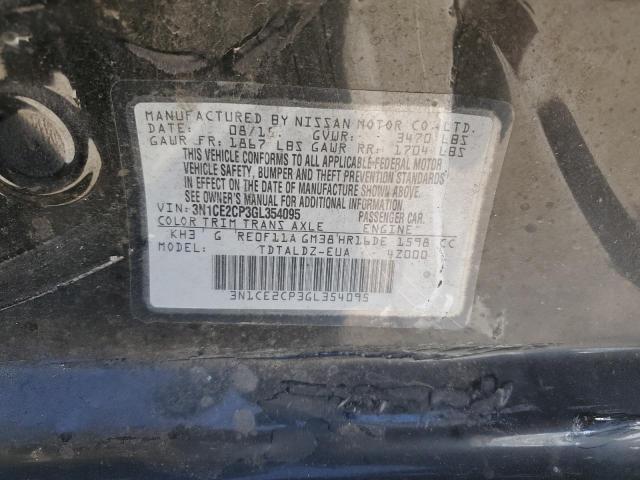 MANUFACTURED BY NISSAN MOTOR CO. LTD.
DATE: 08/15 GVWR: 3470 LBS
GAWR FR: 1867 LBS GAWR RR: 1704 LBS
THIS VEHICLE CONFORMS TO ALL APPLICABLE FEDERAL MOTOR
VEHICLE SAFETY, BUMPER AND THEFT PREVENTION STANDARDS
IN EFFECT ON THE DATE OF MANUFACTURE SHOWN ABOVE.
SEE OWNER'S MANUAL FOR ADDITIONAL INFORMATION.
VIN: 3N1CE2CP3GL354095 PASSENGER CAR
COLOR TRIM TRANS AXLE ENGINE
KH3 G RE0F11A GM38 HR16DE 1598 CC
MODEL: TDTALDZ-EUA 4Z000
3N1CE2CP3GL354095